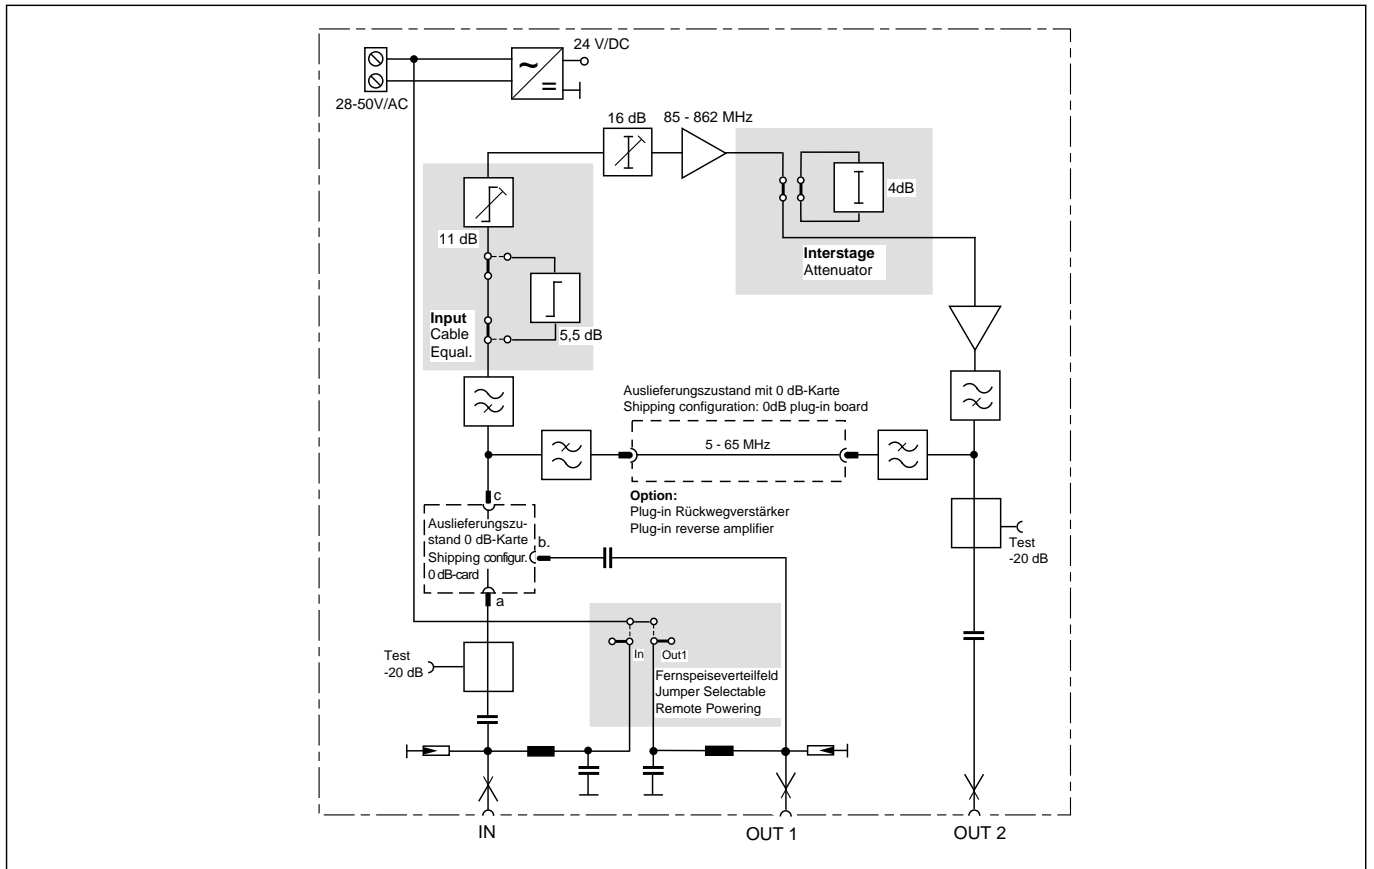 24 V/DC
28-50V/AC
16 dB
85 - 862 MHz
4dB
11 dB
Interstage
Attenuator
Input
Cable
Equal.
5,5 dB
Auslieferungszustand mit 0 dB-Karte
Shipping configuration: 0dB plug-in board
5 - 65 MHz
Option:
Plug-in Rückwegverstärker
Plug-in reverse amplifier
c
Auslieferungszu-
stand 0 dB-Karte
Shipping configur.
0 dB-card
b.
a
Test
-20 dB
Test
-20 dB
In
Out1
Fernspeiseverteilfeld
Jumper Selectable
Remote Powering
IN
OUT 1
OUT 2